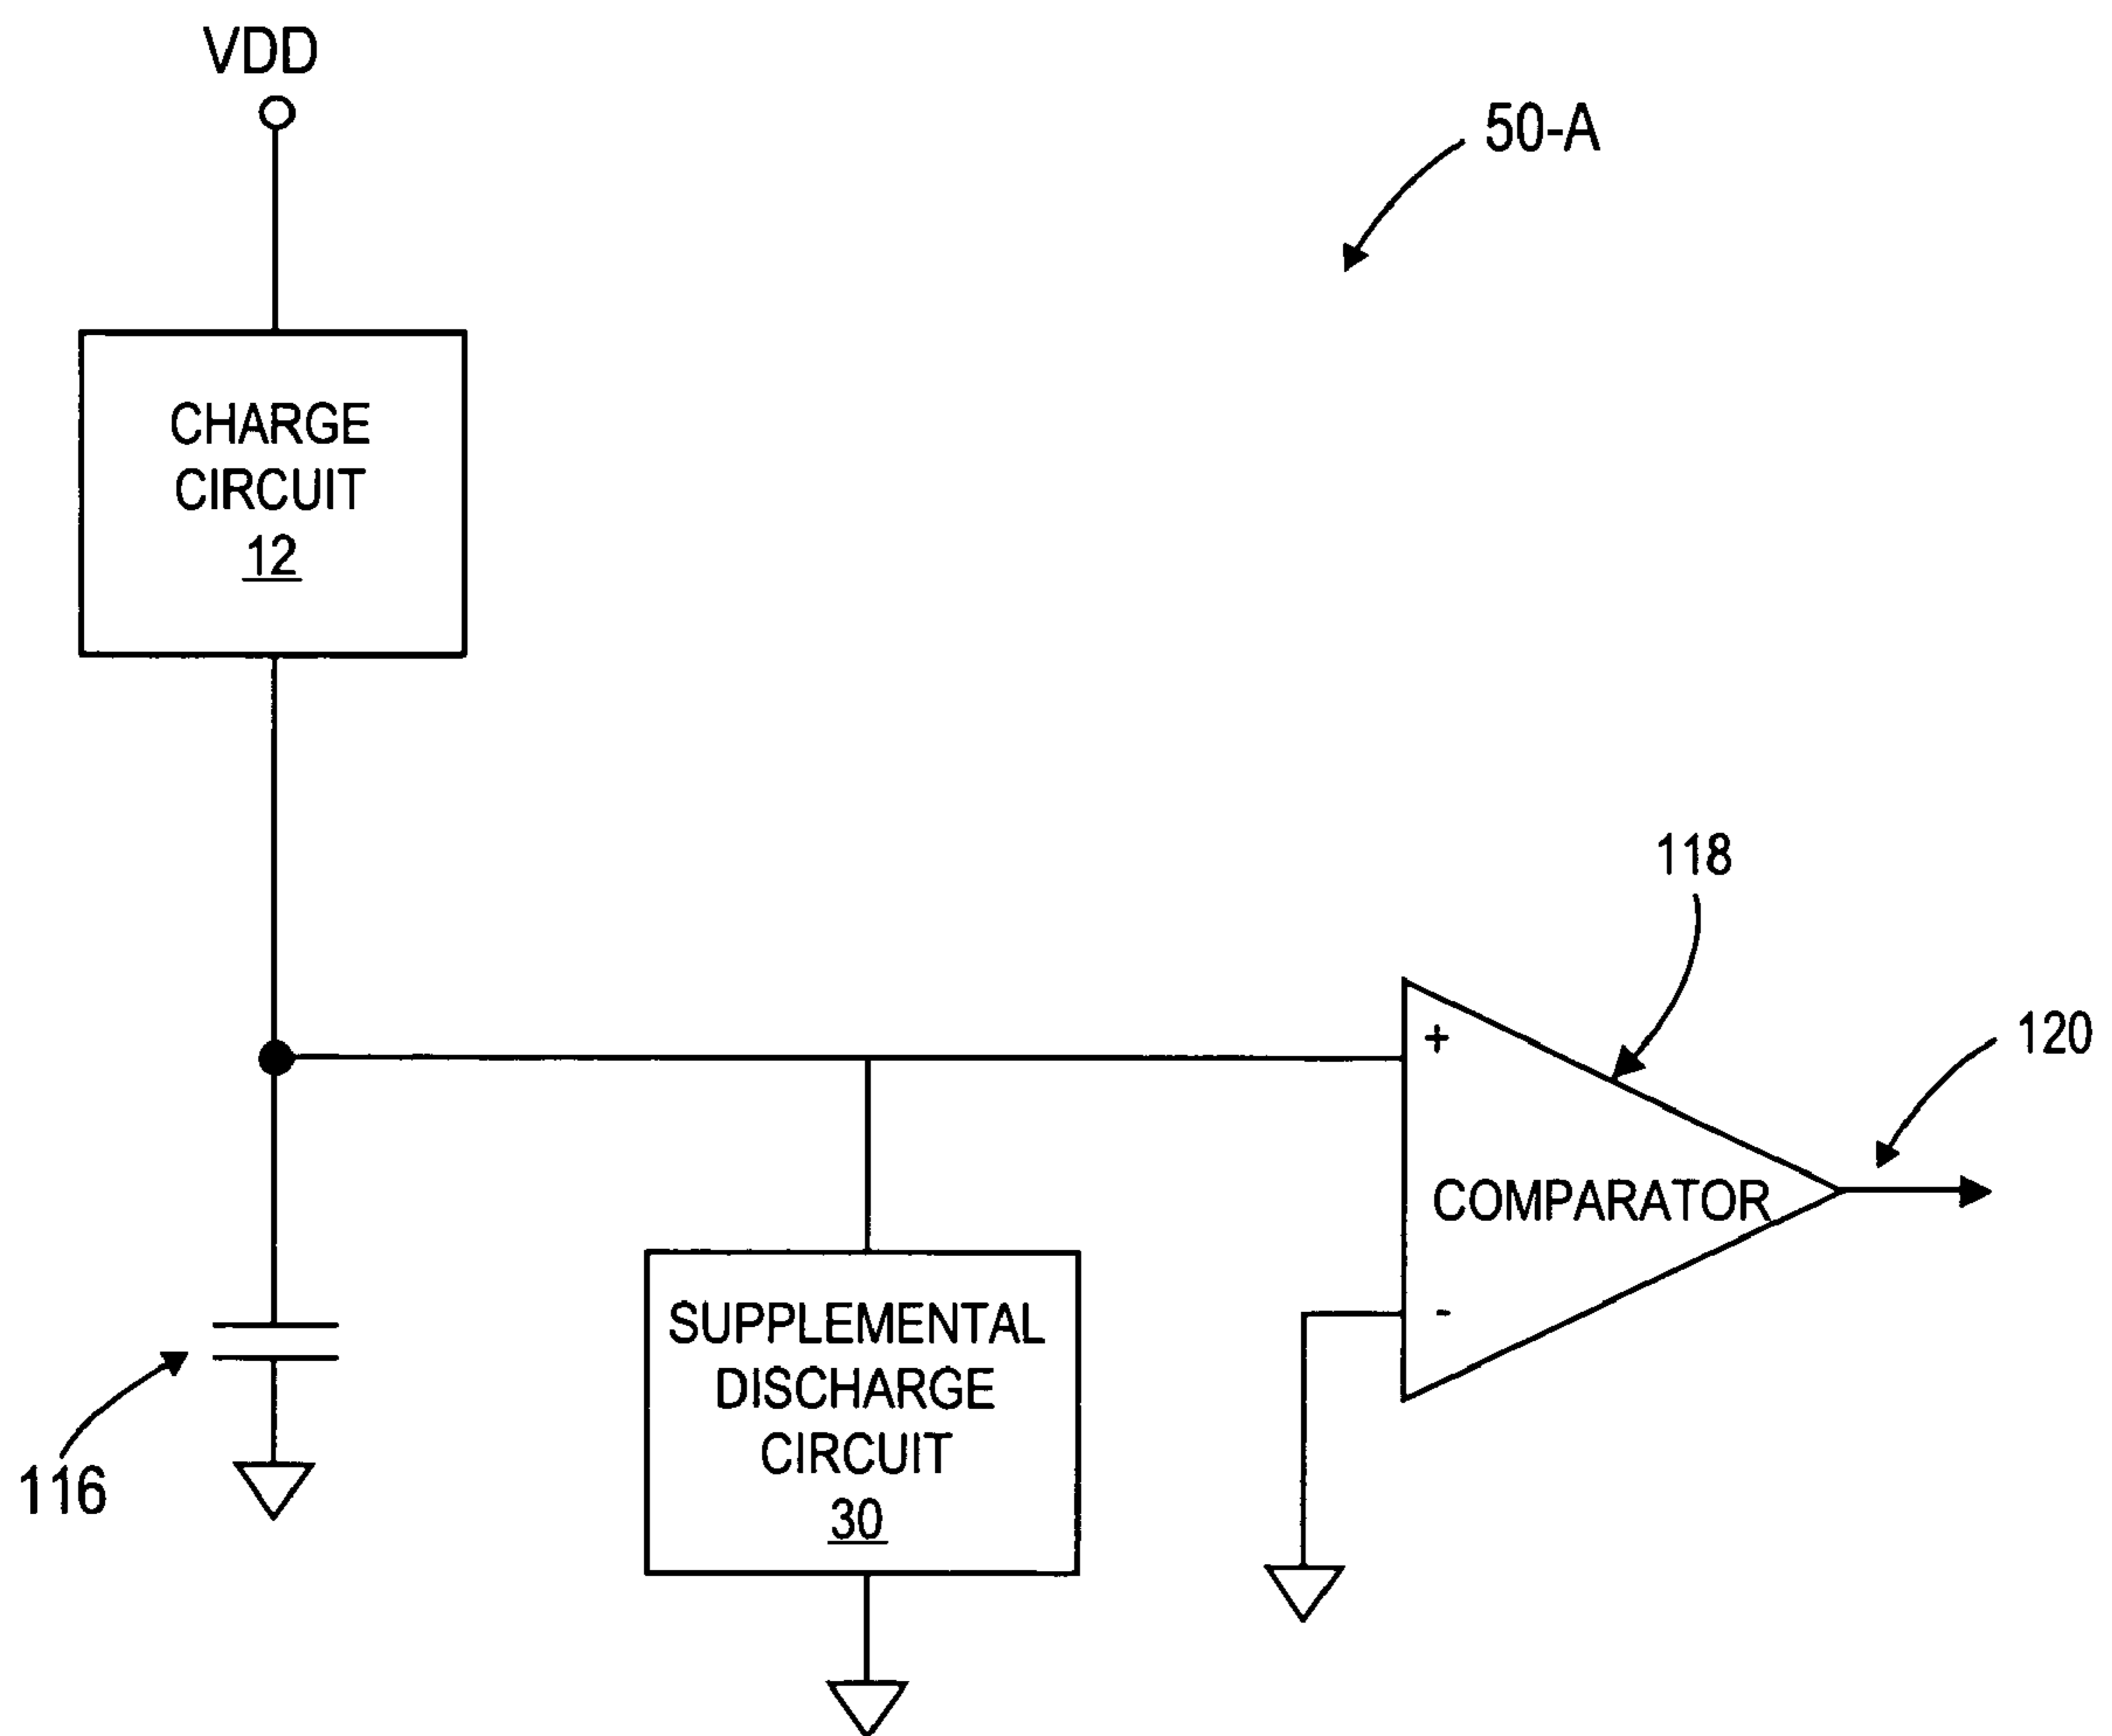 VDD
50-A
CHARGE
CIRCUIT
12
118
120
+
COMPARATOR
-
SUPPLEMENTAL
DISCHARGE
CIRCUIT
30
116